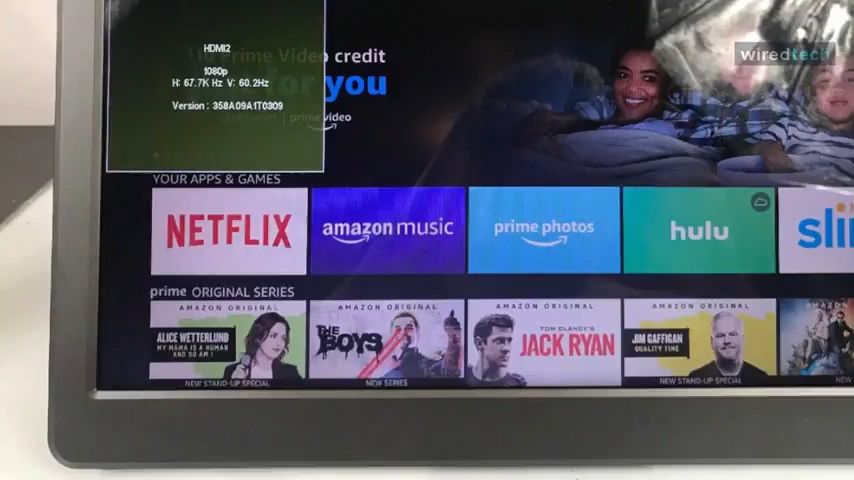 wiredtech
HDMI2
1080p
H: 67.7K Hz V: 60.2Hz
Version: 358A09A1T0309
Prime Video credit
for you
prime video
YOUR APPS & GAMES
NETFLIX
amazon music
prime photos
hulu
prime ORIGINAL SERIES
AMAZON ORIGINAL
ALICE WETTERLUND
MY MAMA IS A HUMAN
AND SO AM I
NEW STAND-UP SPECIAL
AMAZON ORIGINAL
THE BOYS
NEW SERIES
AMAZON ORIGINAL
TOM CLANCY'S
JACK RYAN
AMAZON ORIGINAL
JIM GAFFIGAN
QUALITY TIME
NEW STAND-UP SPECIAL
AMAZON
NEW